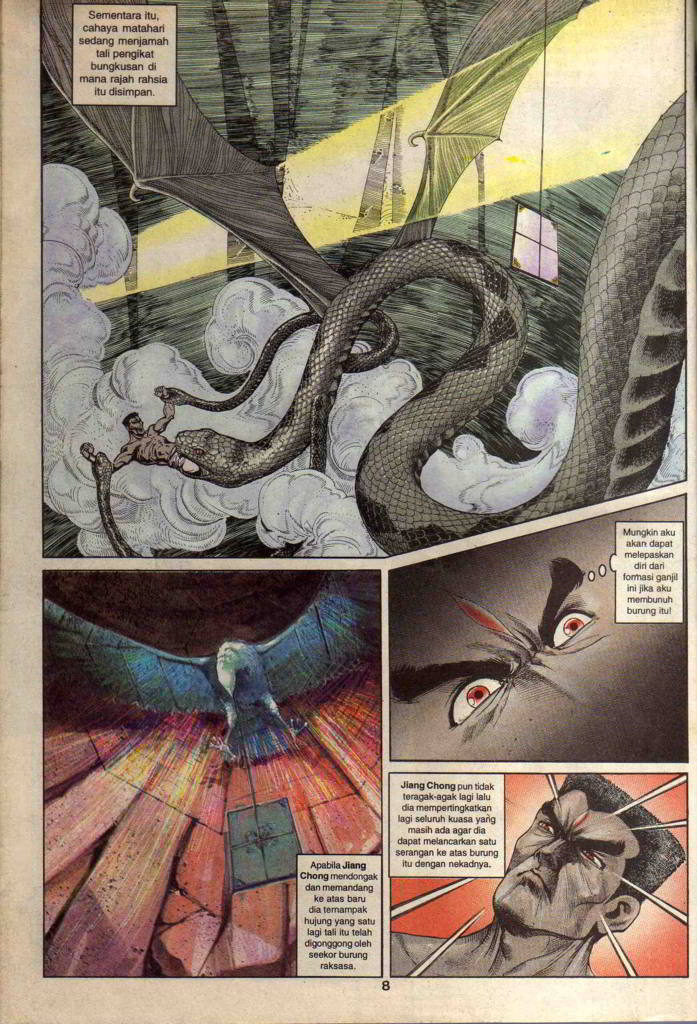 Sementara itu,
cahaya matahari
sedang menjamah
tali pengikat
bungkusan di
mana rajah rahsia
itu disimpan.
Mungkin aku
akan dapat
melepaskan
diri dari
formasi ganjil
ini jika aku
membunuh
burung itu!
Apabila Jiang
Chong mendongak
dan memandang
ke atas baru
dia ternampak
hujung yang satu
lagi tali itu telah
digonggong oleh
seekor burung
raksasa.
Jiang Chong pun tidak
teragak-agak lagi lalu
dia mempertingkatkan
lagi seluruh kuasa yang
masih ada agar dia
dapat melancarkan satu
serangan ke atas burung
itu dengan nekadnya.
8